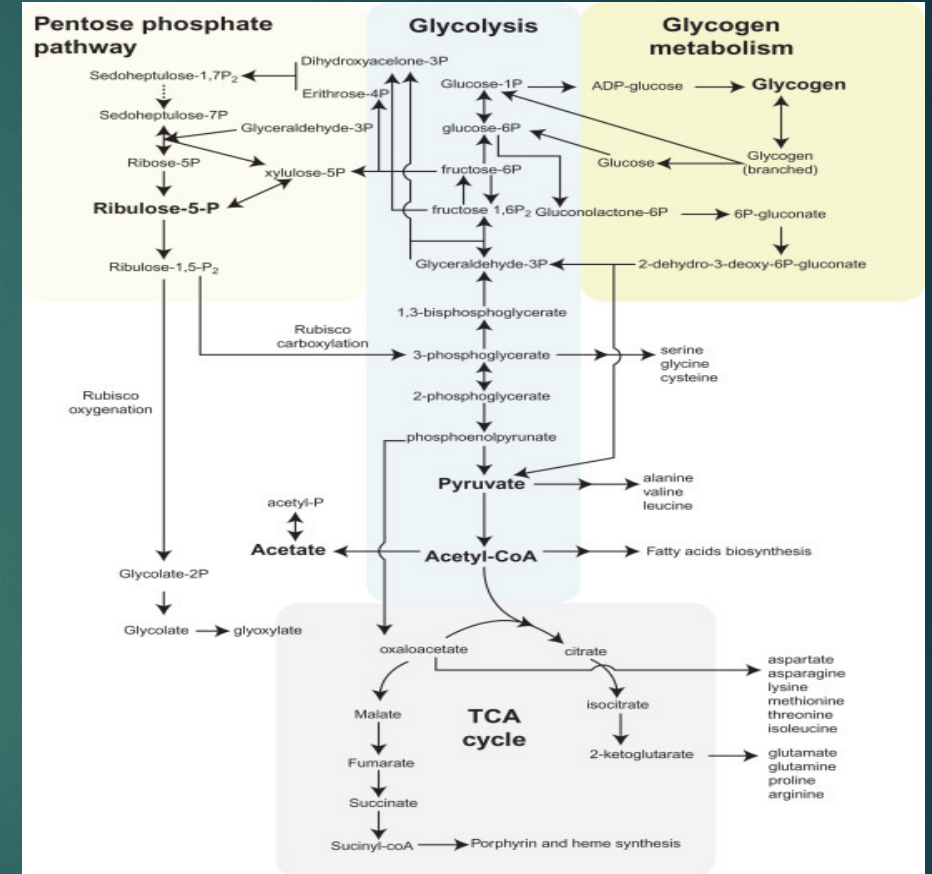 Pentose phosphate
pathway
Glycolysis
Glycogen
metabolism
Dihydroxyacelone-3P
Sedoheptulose-1,7P₂
Erithrose-4P
Glucose-1P
ADP-glucose
Glycogen
Sedoheptulose-7P
Glyceraldehyde-3P
glucose-6P
Ribose-5P
xylulose-5P
fructose-6P
Glucose
Glycogen
(branched)
Ribulose-5-P
fructose 1,6P₂
Gluconolactone-6P
6P-gluconate
Ribulose-1,5-P₂
Glyceraldehyde-3P
2-dehydro-3-deoxy-6P-gluconate
1,3-bisphosphoglycerate
Rubisco
carboxylation
3-phosphoglycerate
serine
glycine
cysteine
Rubisco
oxygenation
2-phosphoglycerate
phosphoenolpyrunate
Pyruvate
alanine
valine
leucine
acetyl-P
Acetate
Acetyl-CoA
Fatty acids biosynthesis
Glycolate-2P
Glycolate
glyoxylate
oxaloacetate
citrate
aspartate
asparagine
lysine
methionine
threonine
isoleucine
Malate
TCA
cycle
isocitrate
2-ketoglutarate
glutamate
glutamine
proline
arginine
Fumarate
Succinate
Sucinyl-coA
Porphyrin and heme synthesis